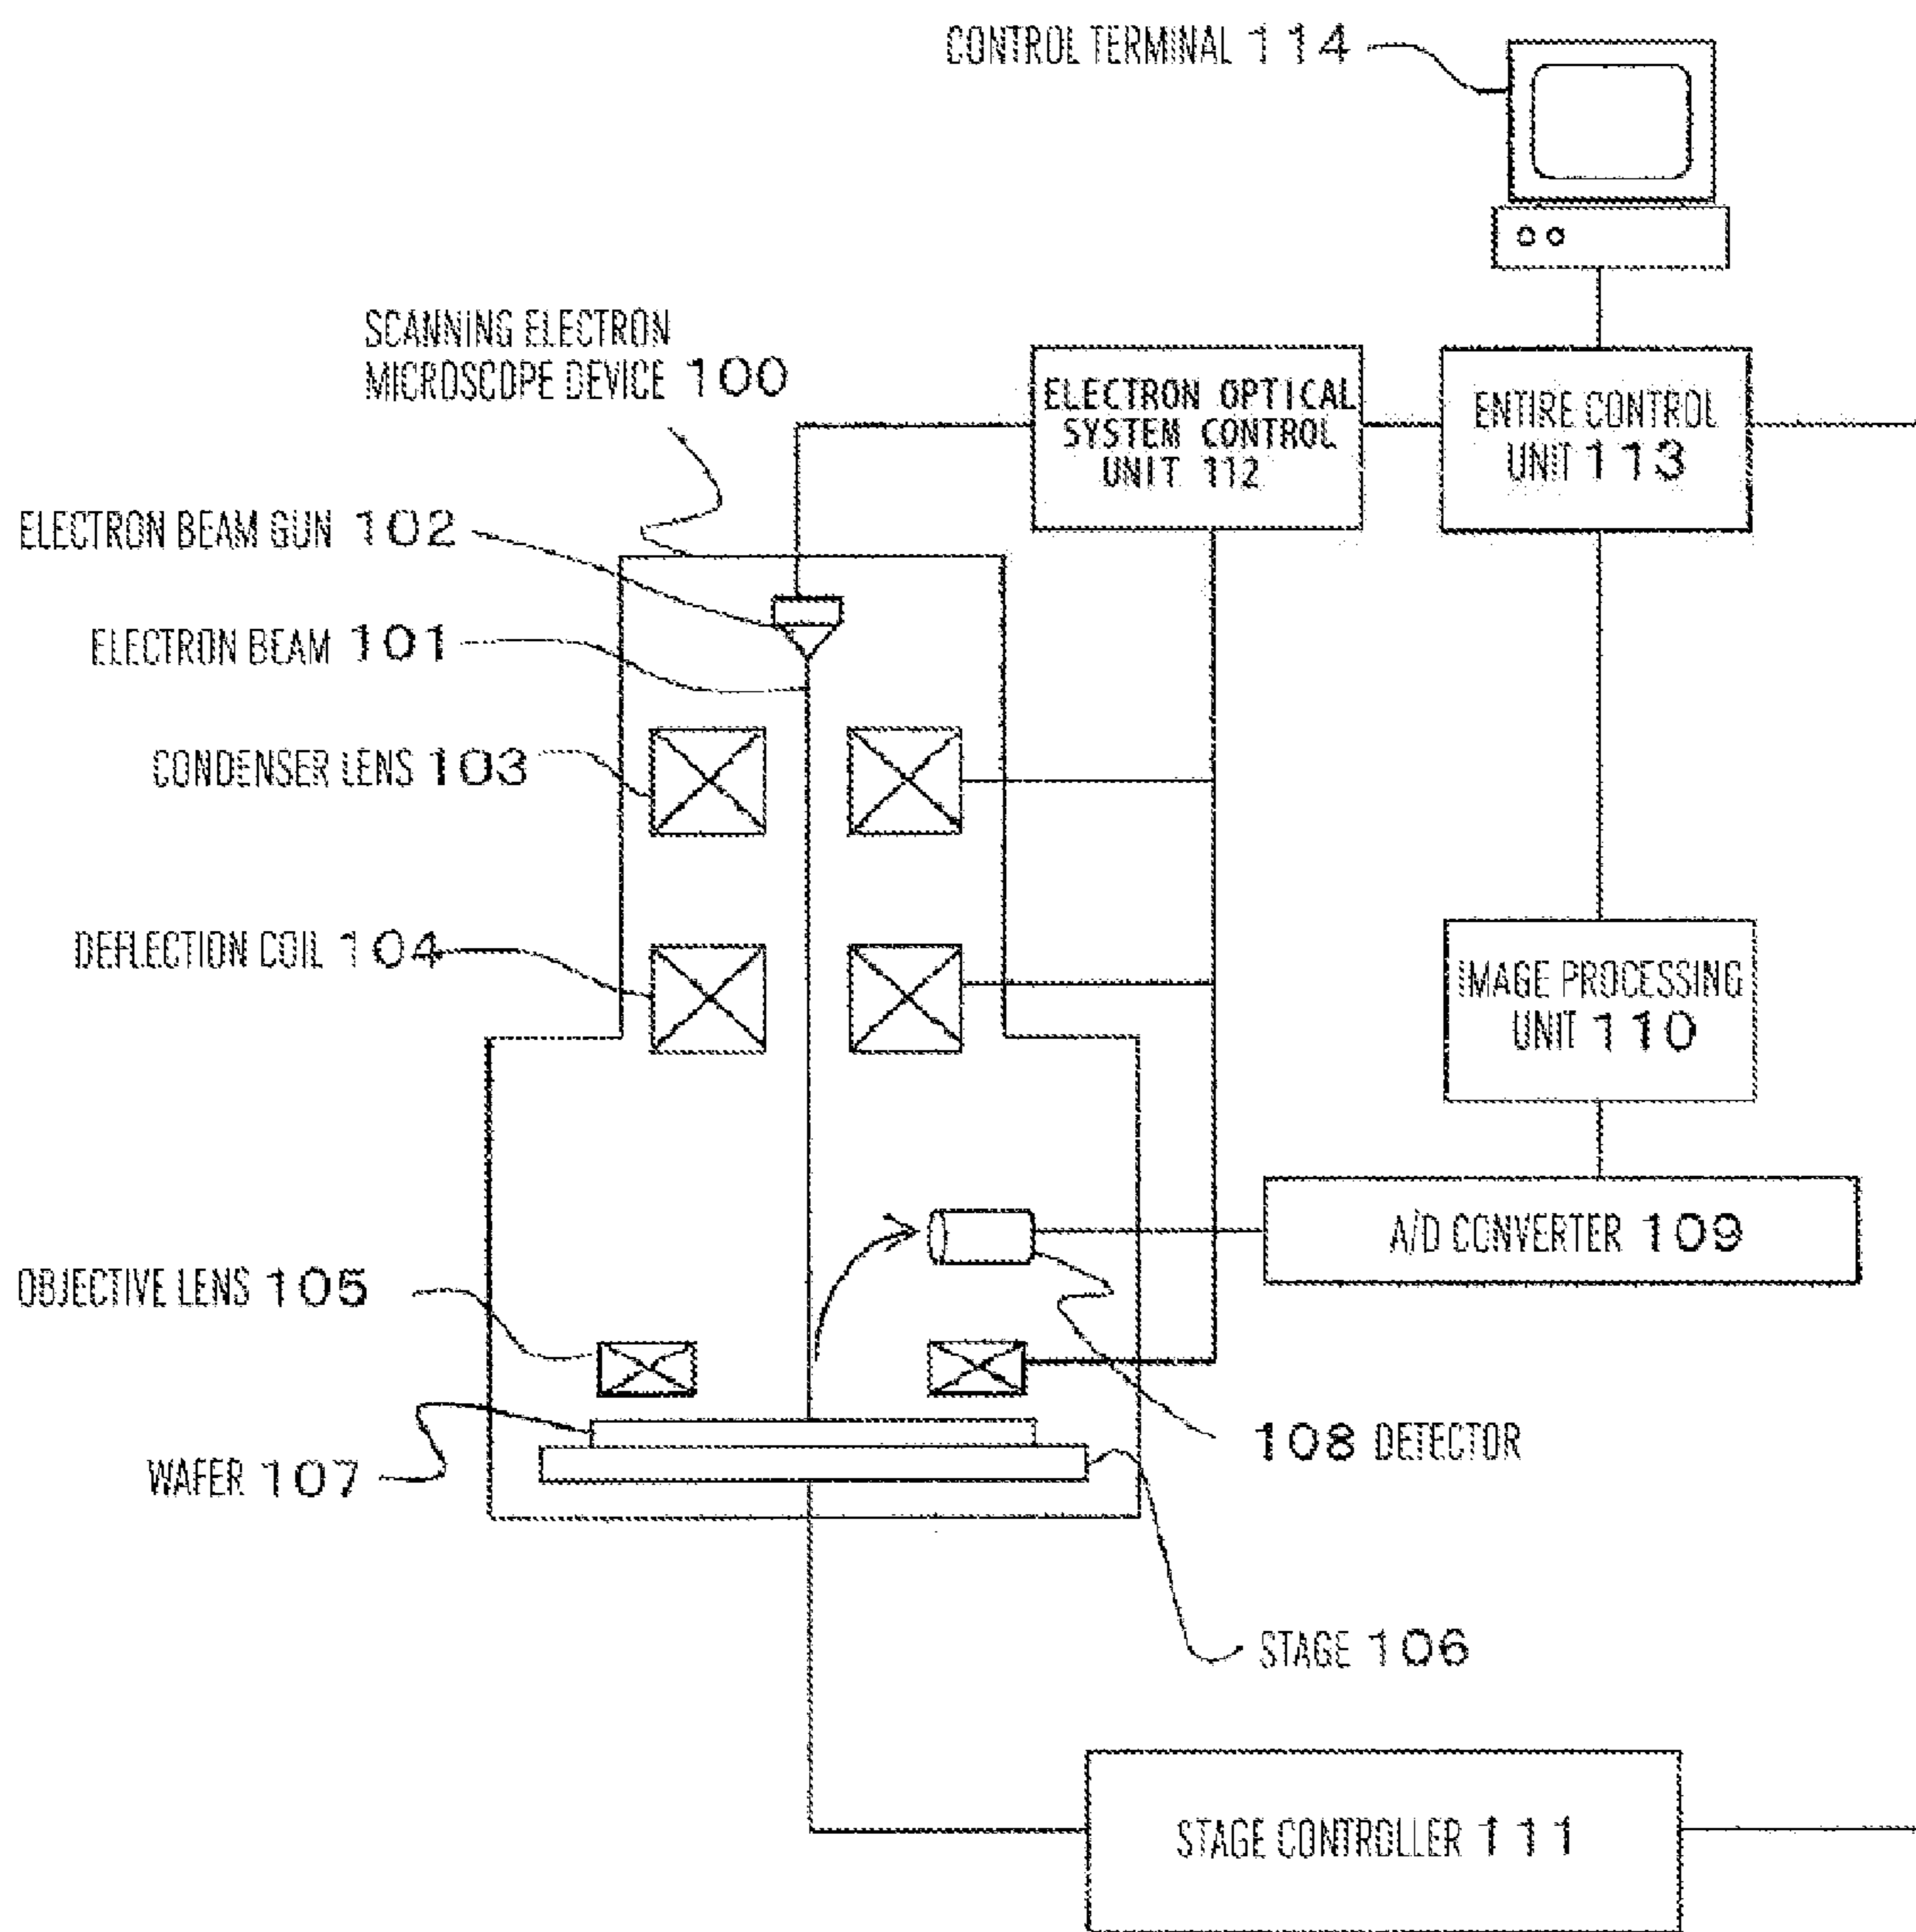 CONTROL TERMINAL 114
SCANNING ELECTRON
MICROSCOPE DEVICE 100
ELECTRON OPTICAL
SYSTEM CONTROL
UNIT 112
ENTIRE CONTROL
UNIT 113
ELECTRON BEAM GUN 102
ELECTRON BEAM 101
CONDENSER LENS 103
DEFLECTION COIL 104
IMAGE PROCESSING
UNIT 110
A/D CONVERTER 109
OBJECTIVE LENS 105
108 DETECTOR
WAFER 107
STAGE 106
STAGE CONTROLLER 111